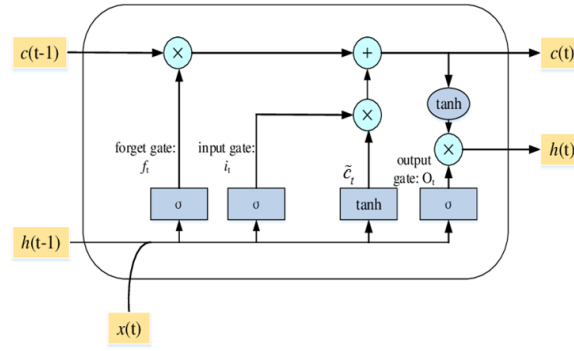 c(t-1)
×
+
c(t)
tanh
×
×
h(t)
forget gate:
f_t
input gate:
i_t
c̃_t
output
gate: O_t
σ
σ
tanh
σ
h(t-1)
x(t)